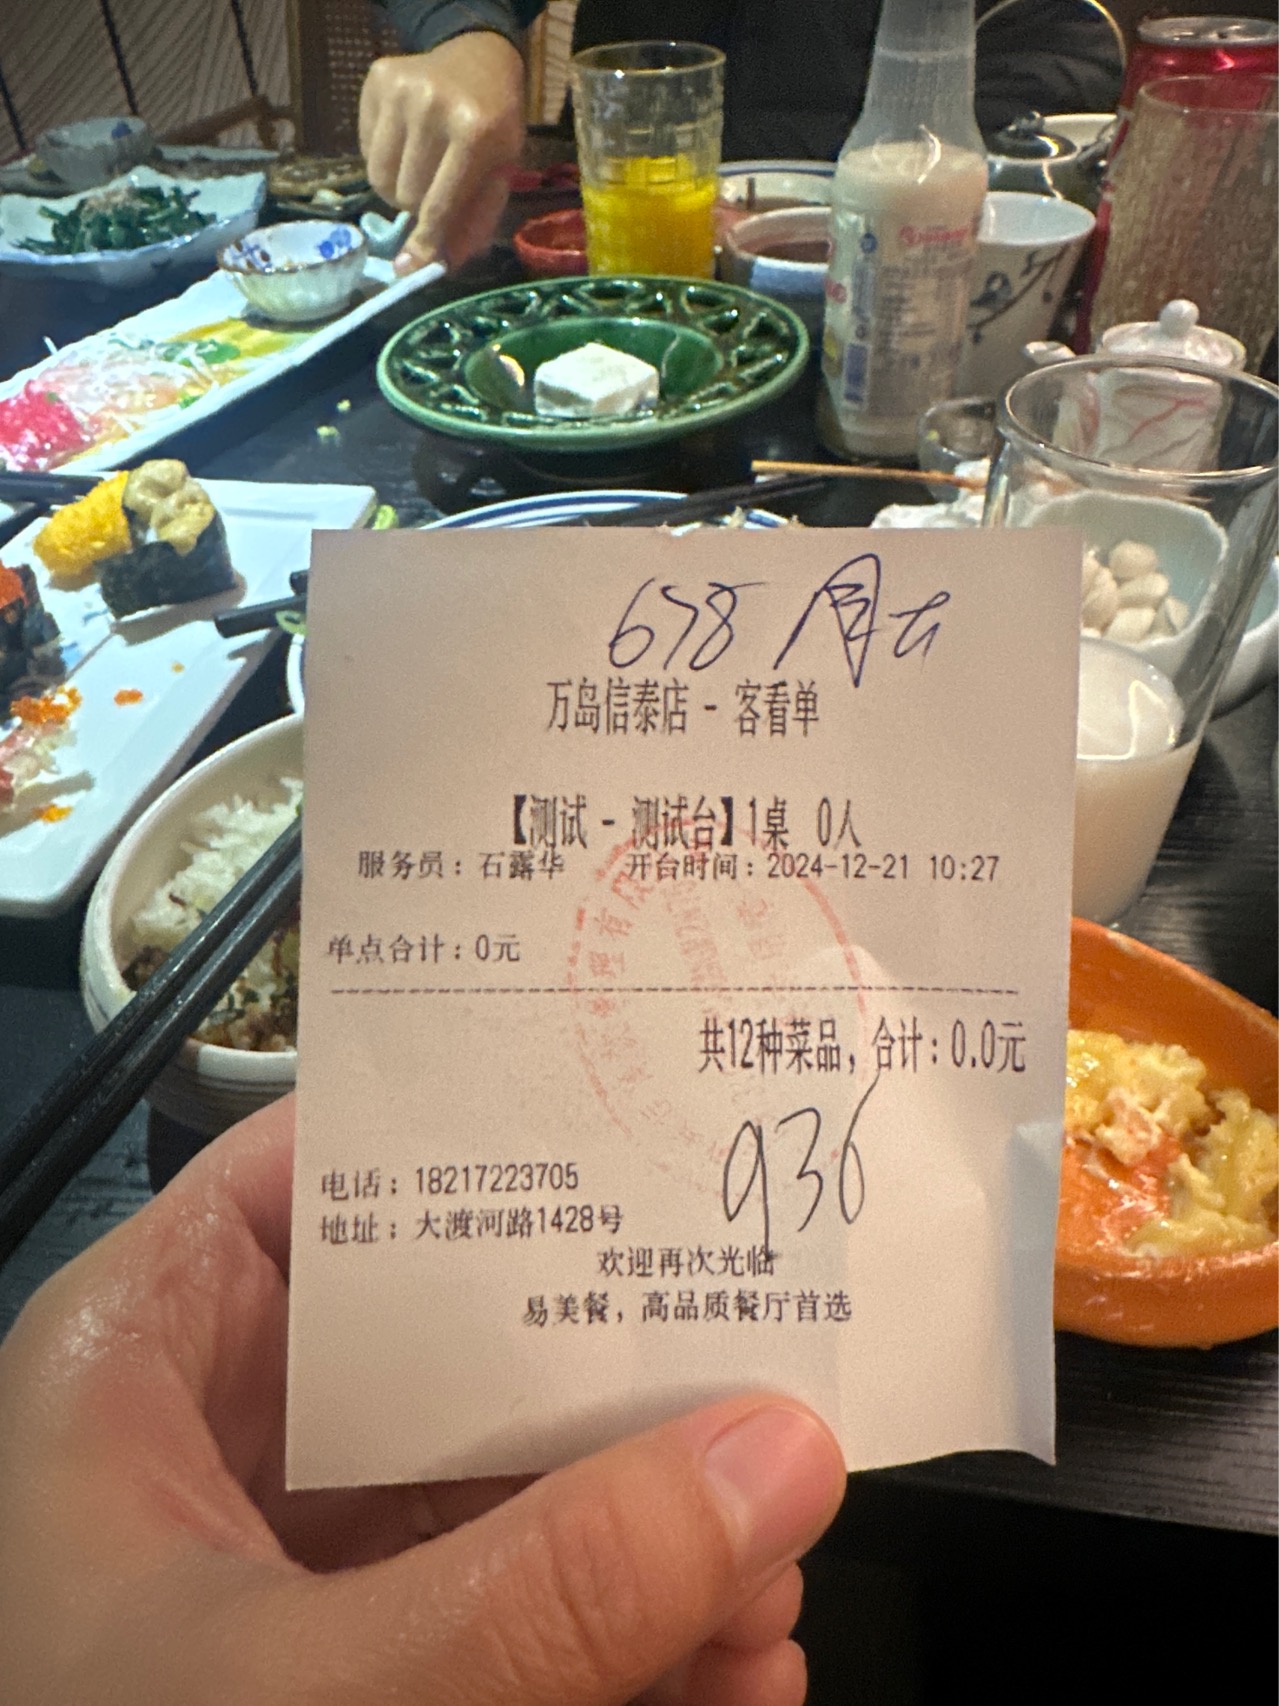 678
万岛信泰店 - 客看单
【测试 - 测试台】1桌 0人
服务员：石露华 开台时间：2024-12-21 10:27
单点合计：0元
共12种菜品，合计：0.0元
936
电话：18217223705
地址：大渡河路1428号
欢迎再次光临
易美餐，高品质餐厅首选